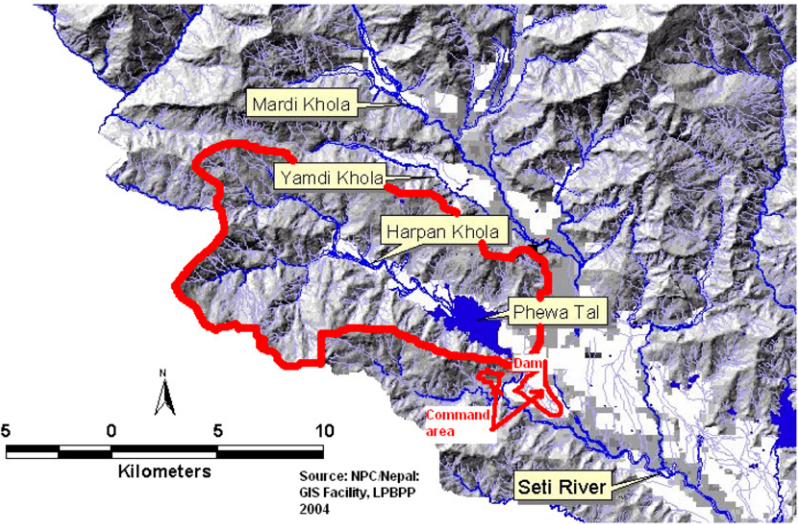 Mardi Khola
Yamdi Khola
Harpan Khola
Phewa Tal
Dam
Command
area
N
5 0 5 10
Kilometers
Source: NPC/Nepal:
GIS Facility, LPBPP
2004
Seti River